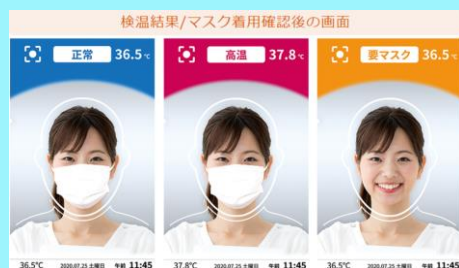 検温結果/マスク着用確認後の画面
正常 36.5℃
高温 37.8℃
要マスク 36.5℃
36.5℃ 2020.07.25 土曜日 午前 11:45
37.8℃ 2020.07.25 土曜日 午前 11:45
36.5℃ 2020.07.25 土曜日 午前 11:45